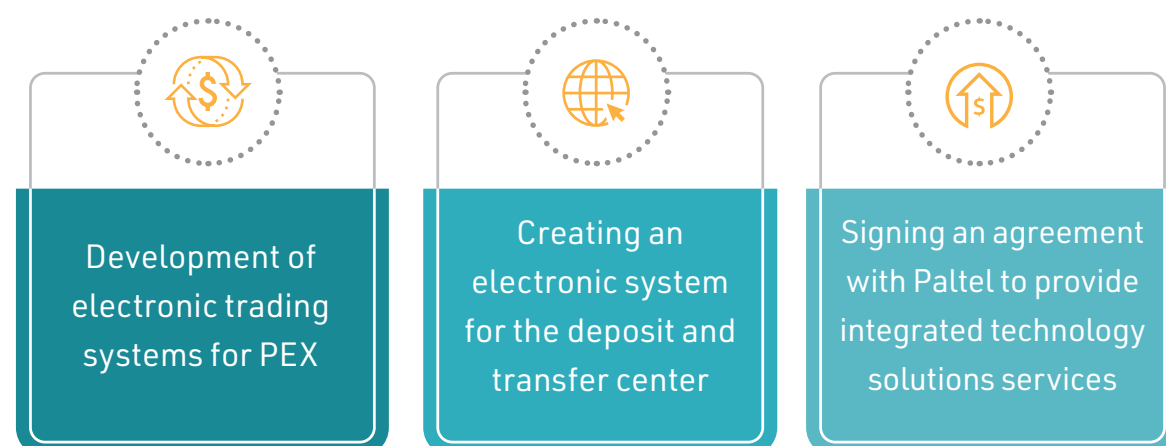 Development of
electronic trading
systems for PEX
Creating an
electronic system
for the deposit and
transfer center
Signing an agreement
with Paltel to provide
integrated technology
solutions services